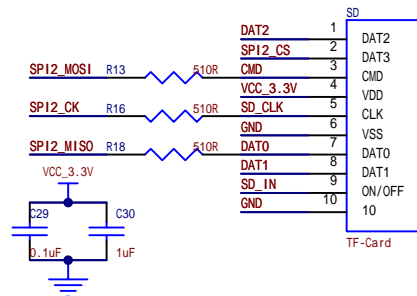 SD
DAT2 1 DAT2
SPI2_CS 2 DAT3
SPI2_MOSI R13 510R CMD 3 CMD
VCC_3.3V 4 VDD
SPI2_CK R16 510R SD_CLK 5 CLK
GND 6 VSS
SPI2_MISO R18 510R DAT0 7 DAT0
DAT1 8 DAT1
VCC_3.3V
SD_IN 9 ON/OFF
GND 10 10
C29 C30
TF-Card
0.1uF 1uF